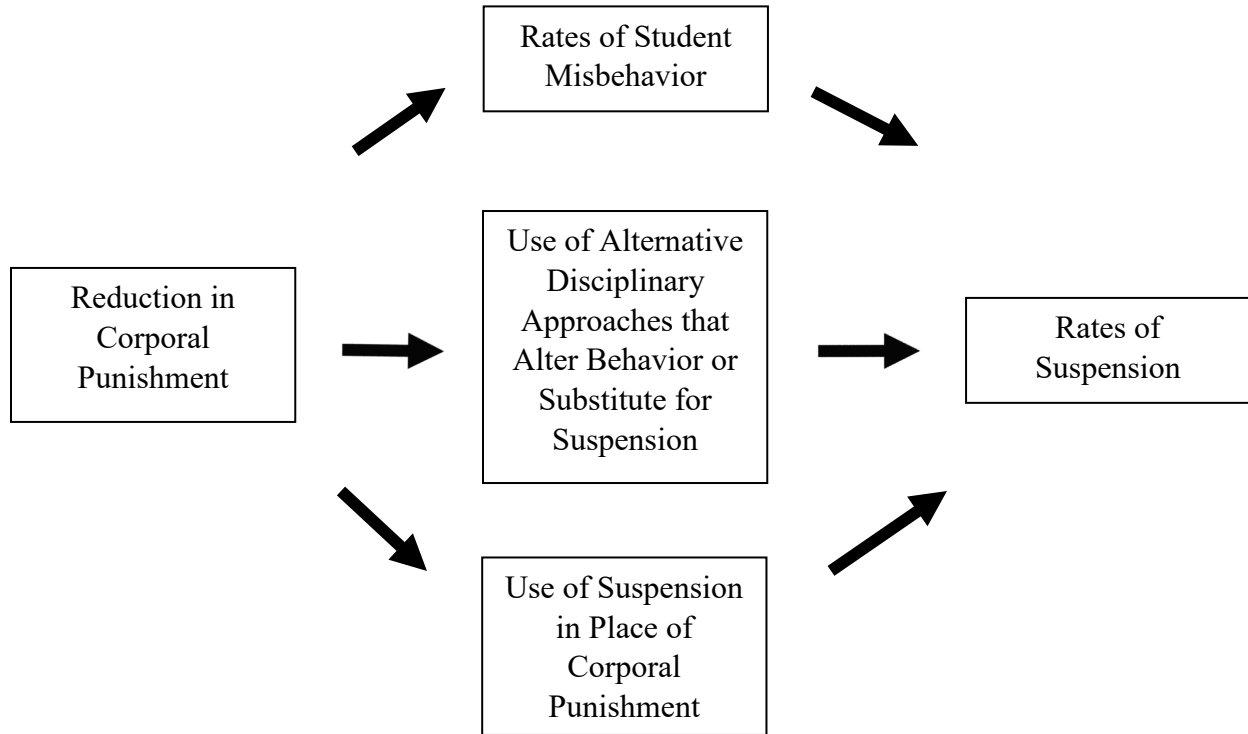 Rates of Student
Misbehavior
Reduction in
Corporal
Punishment
Use of Alternative
Disciplinary
Approaches that
Alter Behavior or
Substitute for
Suspension
Rates of
Suspension
Use of Suspension
in Place of
Corporal
Punishment